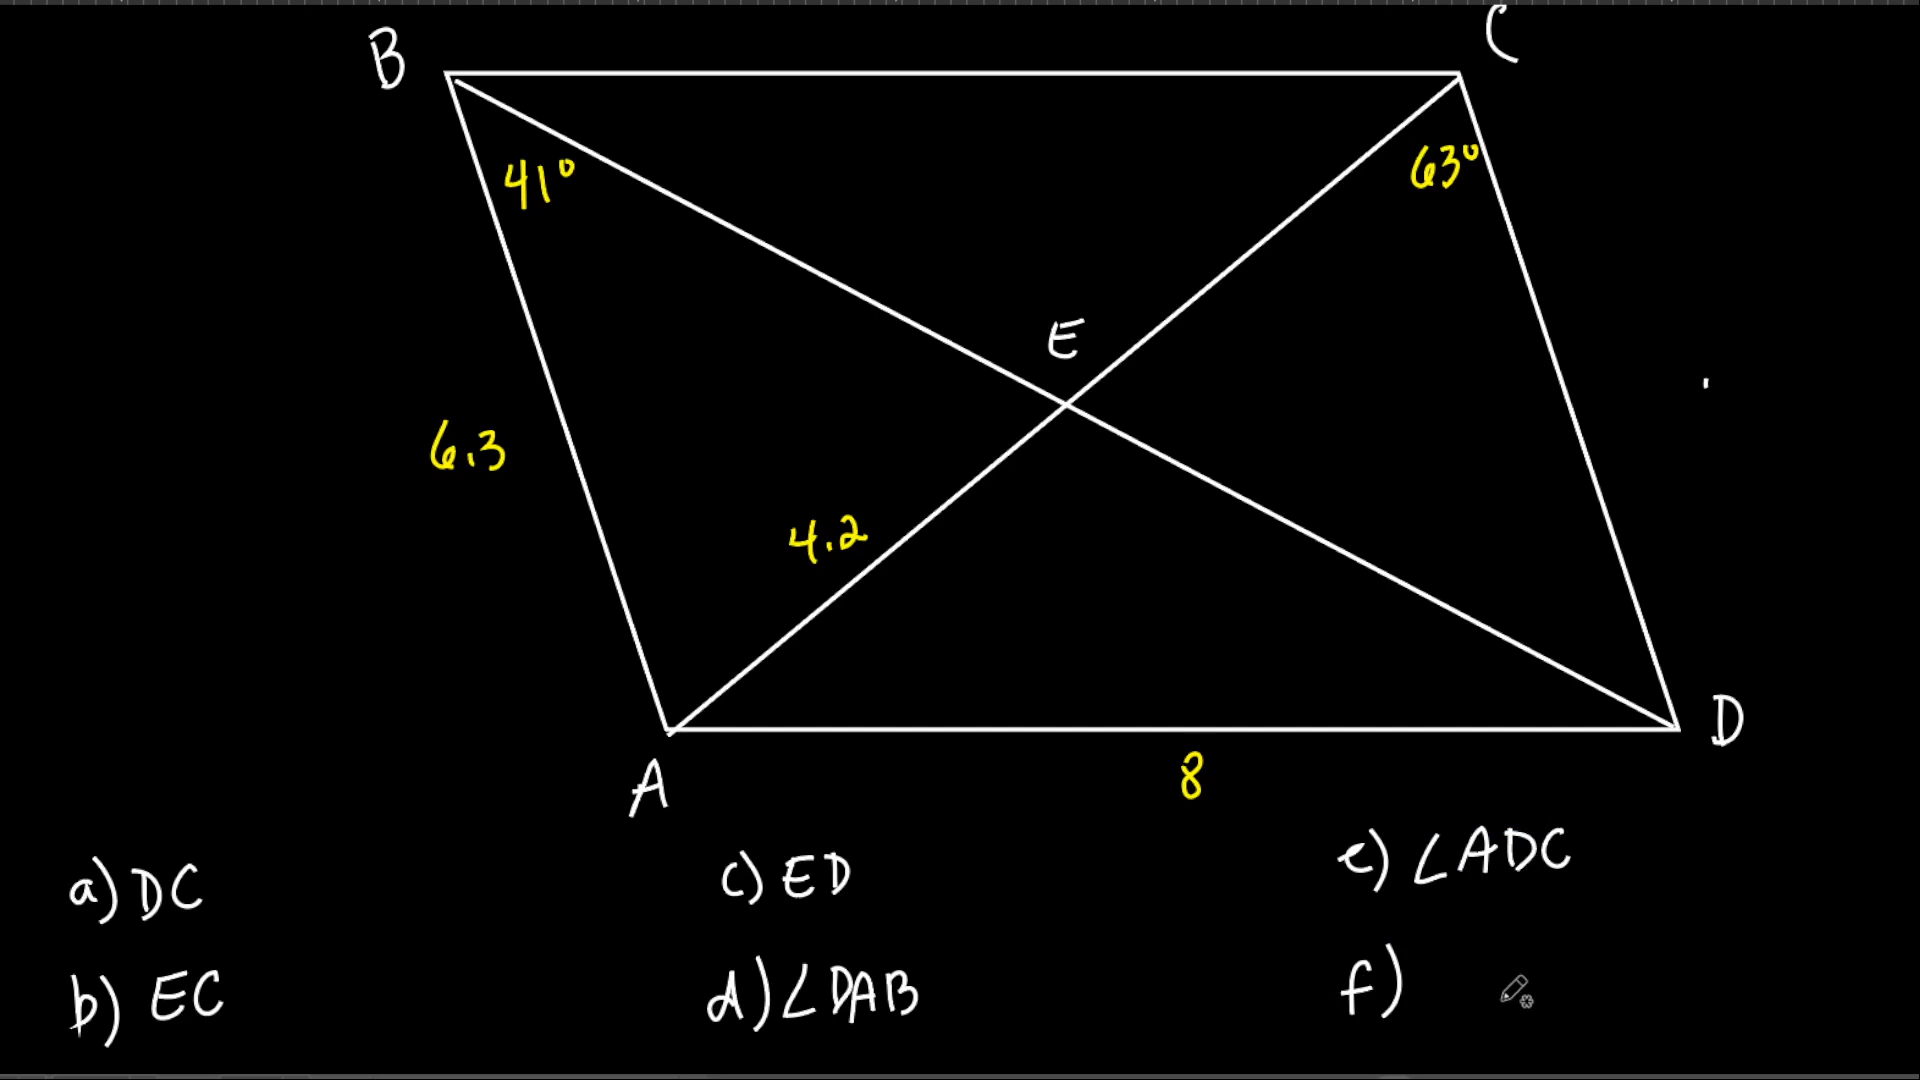 B
C
41°
63°
E
6.3
4.2
D
8
A
a) DC
c) ED
e) ∠ADC
b) EC
d) ∠DAB
f)